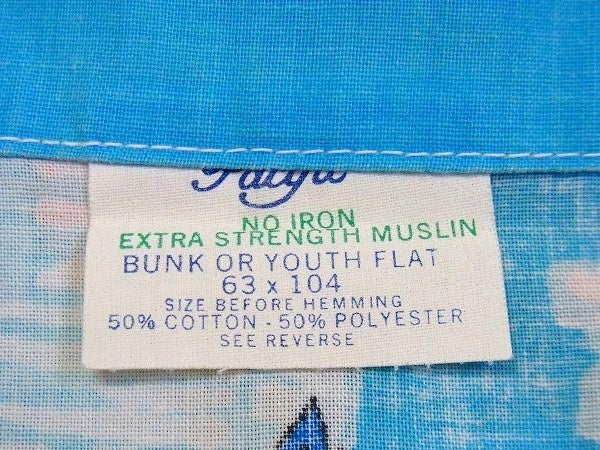 Pacific
NO IRON
EXTRA STRENGTH MUSLIN
BUNK OR YOUTH FLAT
63 x 104
SIZE BEFORE HEMMING
50% COTTON - 50% POLYESTER
SEE REVERSE